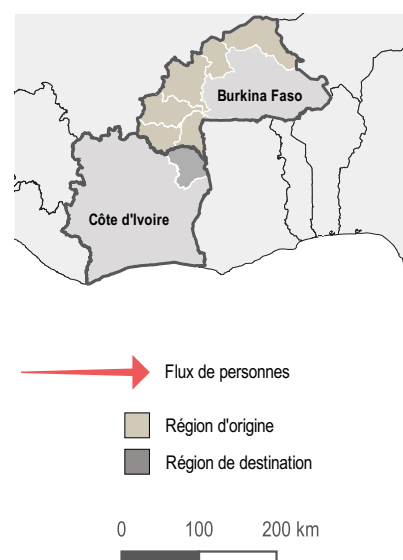 Burkina Faso
Côte d'Ivoire
Flux de personnes
Région d'origine
Région de destination
0 100 200 km